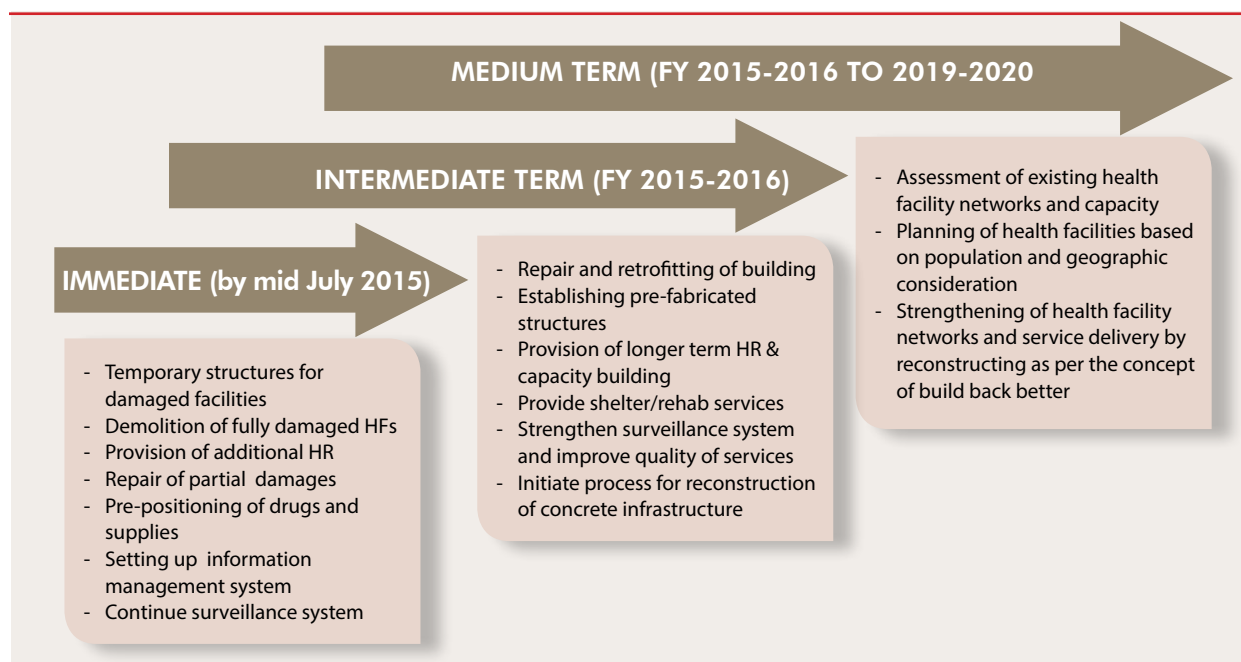 MEDIUM TERM (FY 2015-2016 TO 2019-2020
INTERMEDIATE TERM (FY 2015-2016)
IMMEDIATE (by mid July 2015)
- Temporary structures for
damaged facilities
- Demolition of fully damaged HFs
- Provision of additional HR
- Repair of partial damages
- Pre-positioning of drugs and
supplies
- Setting up information
management system
- Continue surveillance system
- Repair and retrofitting of building
- Establishing pre-fabricated
structures
- Provision of longer term HR &
capacity building
- Provide shelter/rehab services
- Strengthen surveillance system
and improve quality of services
- Initiate process for reconstruction
of concrete infrastructure
- Assessment of existing health
facility networks and capacity
- Planning of health facilities based
on population and geographic
consideration
- Strengthening of health facility
networks and service delivery by
reconstructing as per the concept
of build back better